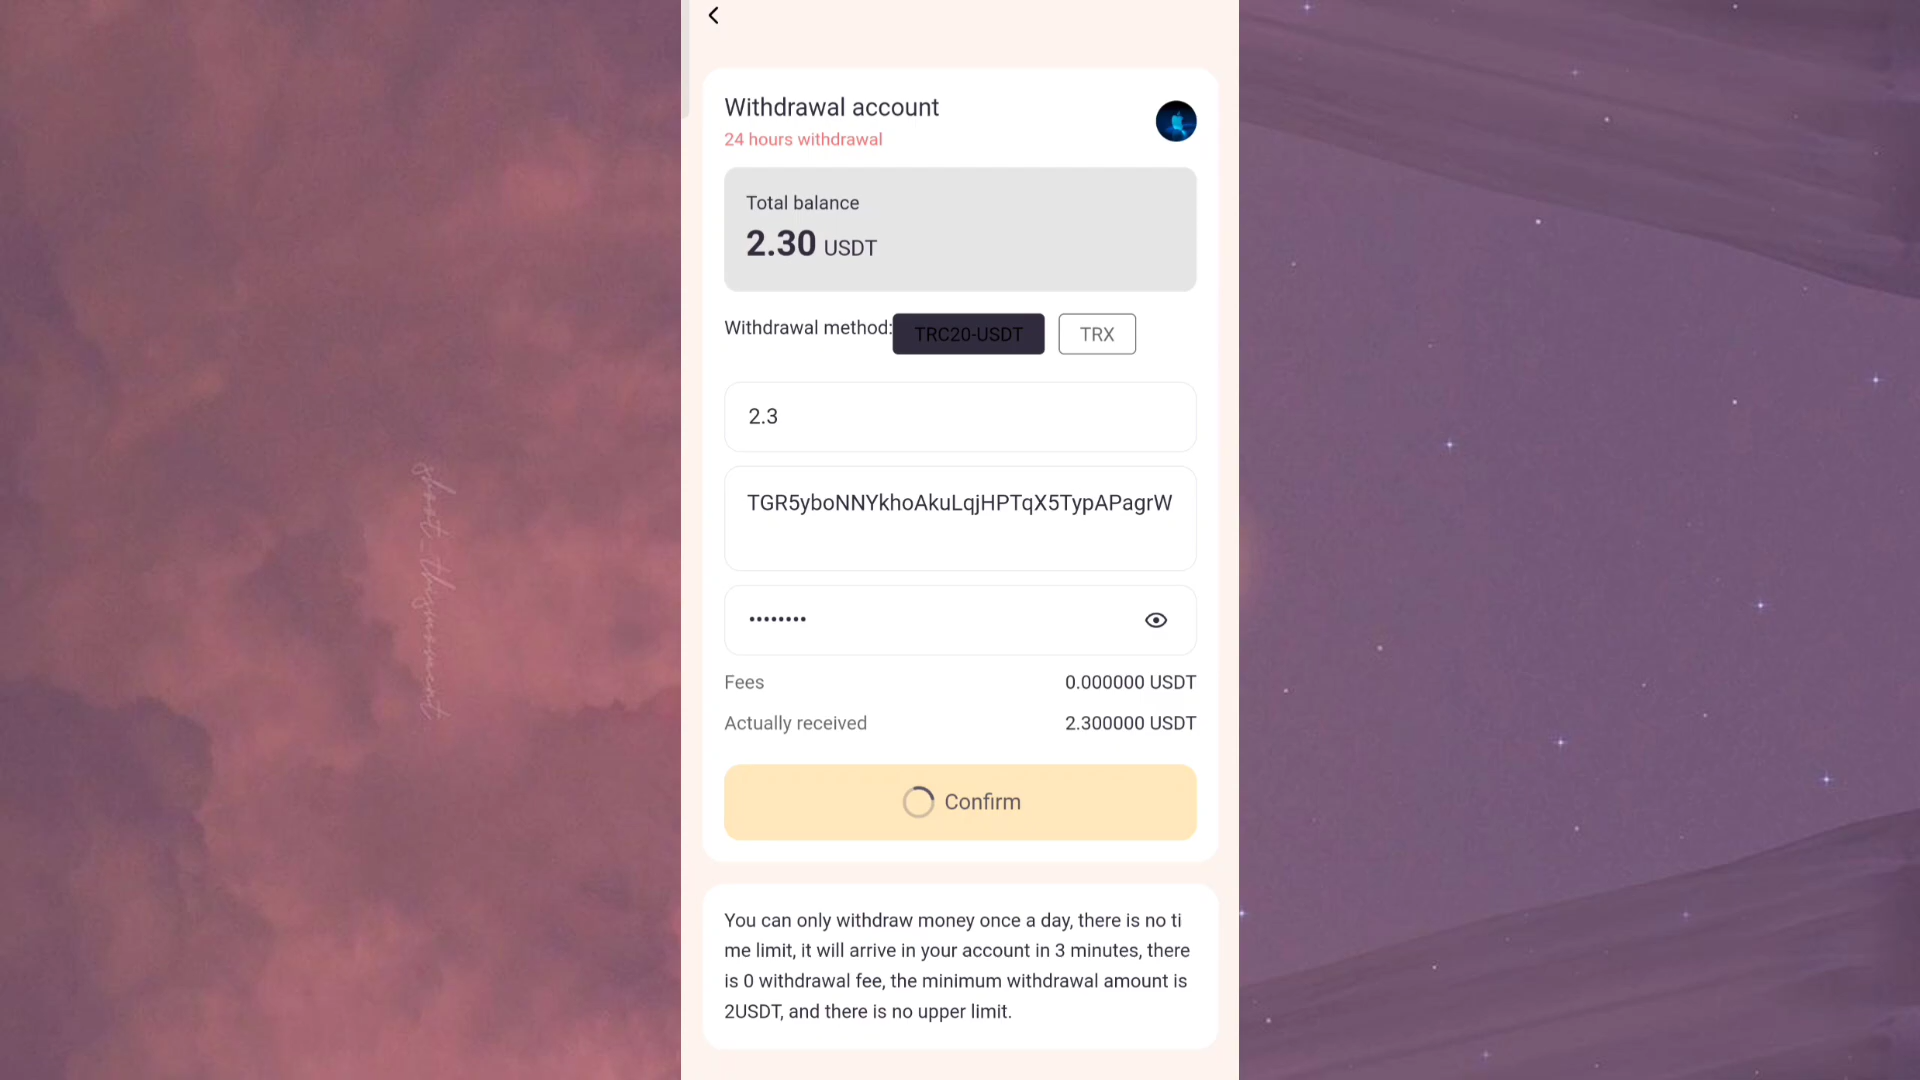 Withdrawal account
24 hours withdrawal
Total balance
2.30 USDT
Withdrawal method: TRC20-USDT TRX
2.3
TGR5yboNNYkhoAkuLqjHPTqX5TypAPagrW
••••••••
Fees 0.000000 USDT
Actually received 2.300000 USDT
Confirm
You can only withdraw money once a day, there is no ti
me limit, it will arrive in your account in 3 minutes, there
is 0 withdrawal fee, the minimum withdrawal amount is
2USDT, and there is no upper limit.
shoot_thismoment